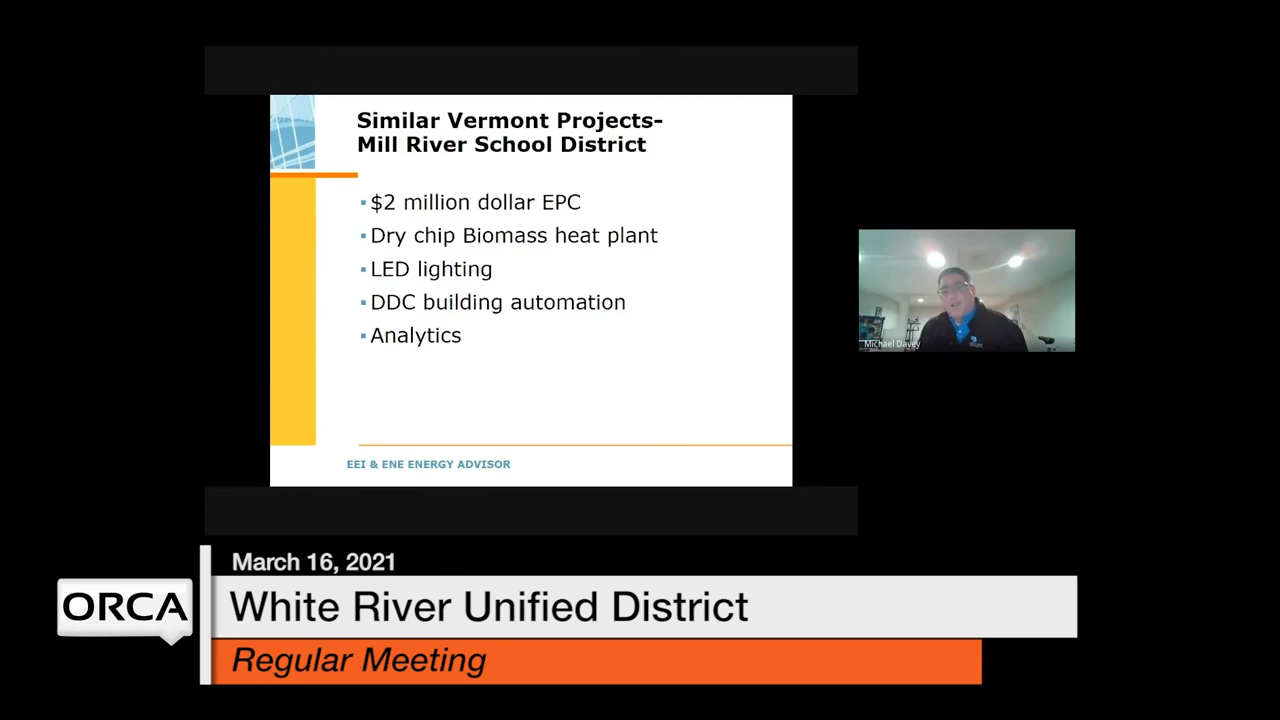 Similar Vermont Projects-
Mill River School District
▪ $2 million dollar EPC
▪ Dry chip Biomass heat plant
▪ LED lighting
▪ DDC building automation
▪ Analytics
EEI & ENE ENERGY ADVISOR
Michael Davey
March 16, 2021
ORCA
White River Unified District
Regular Meeting